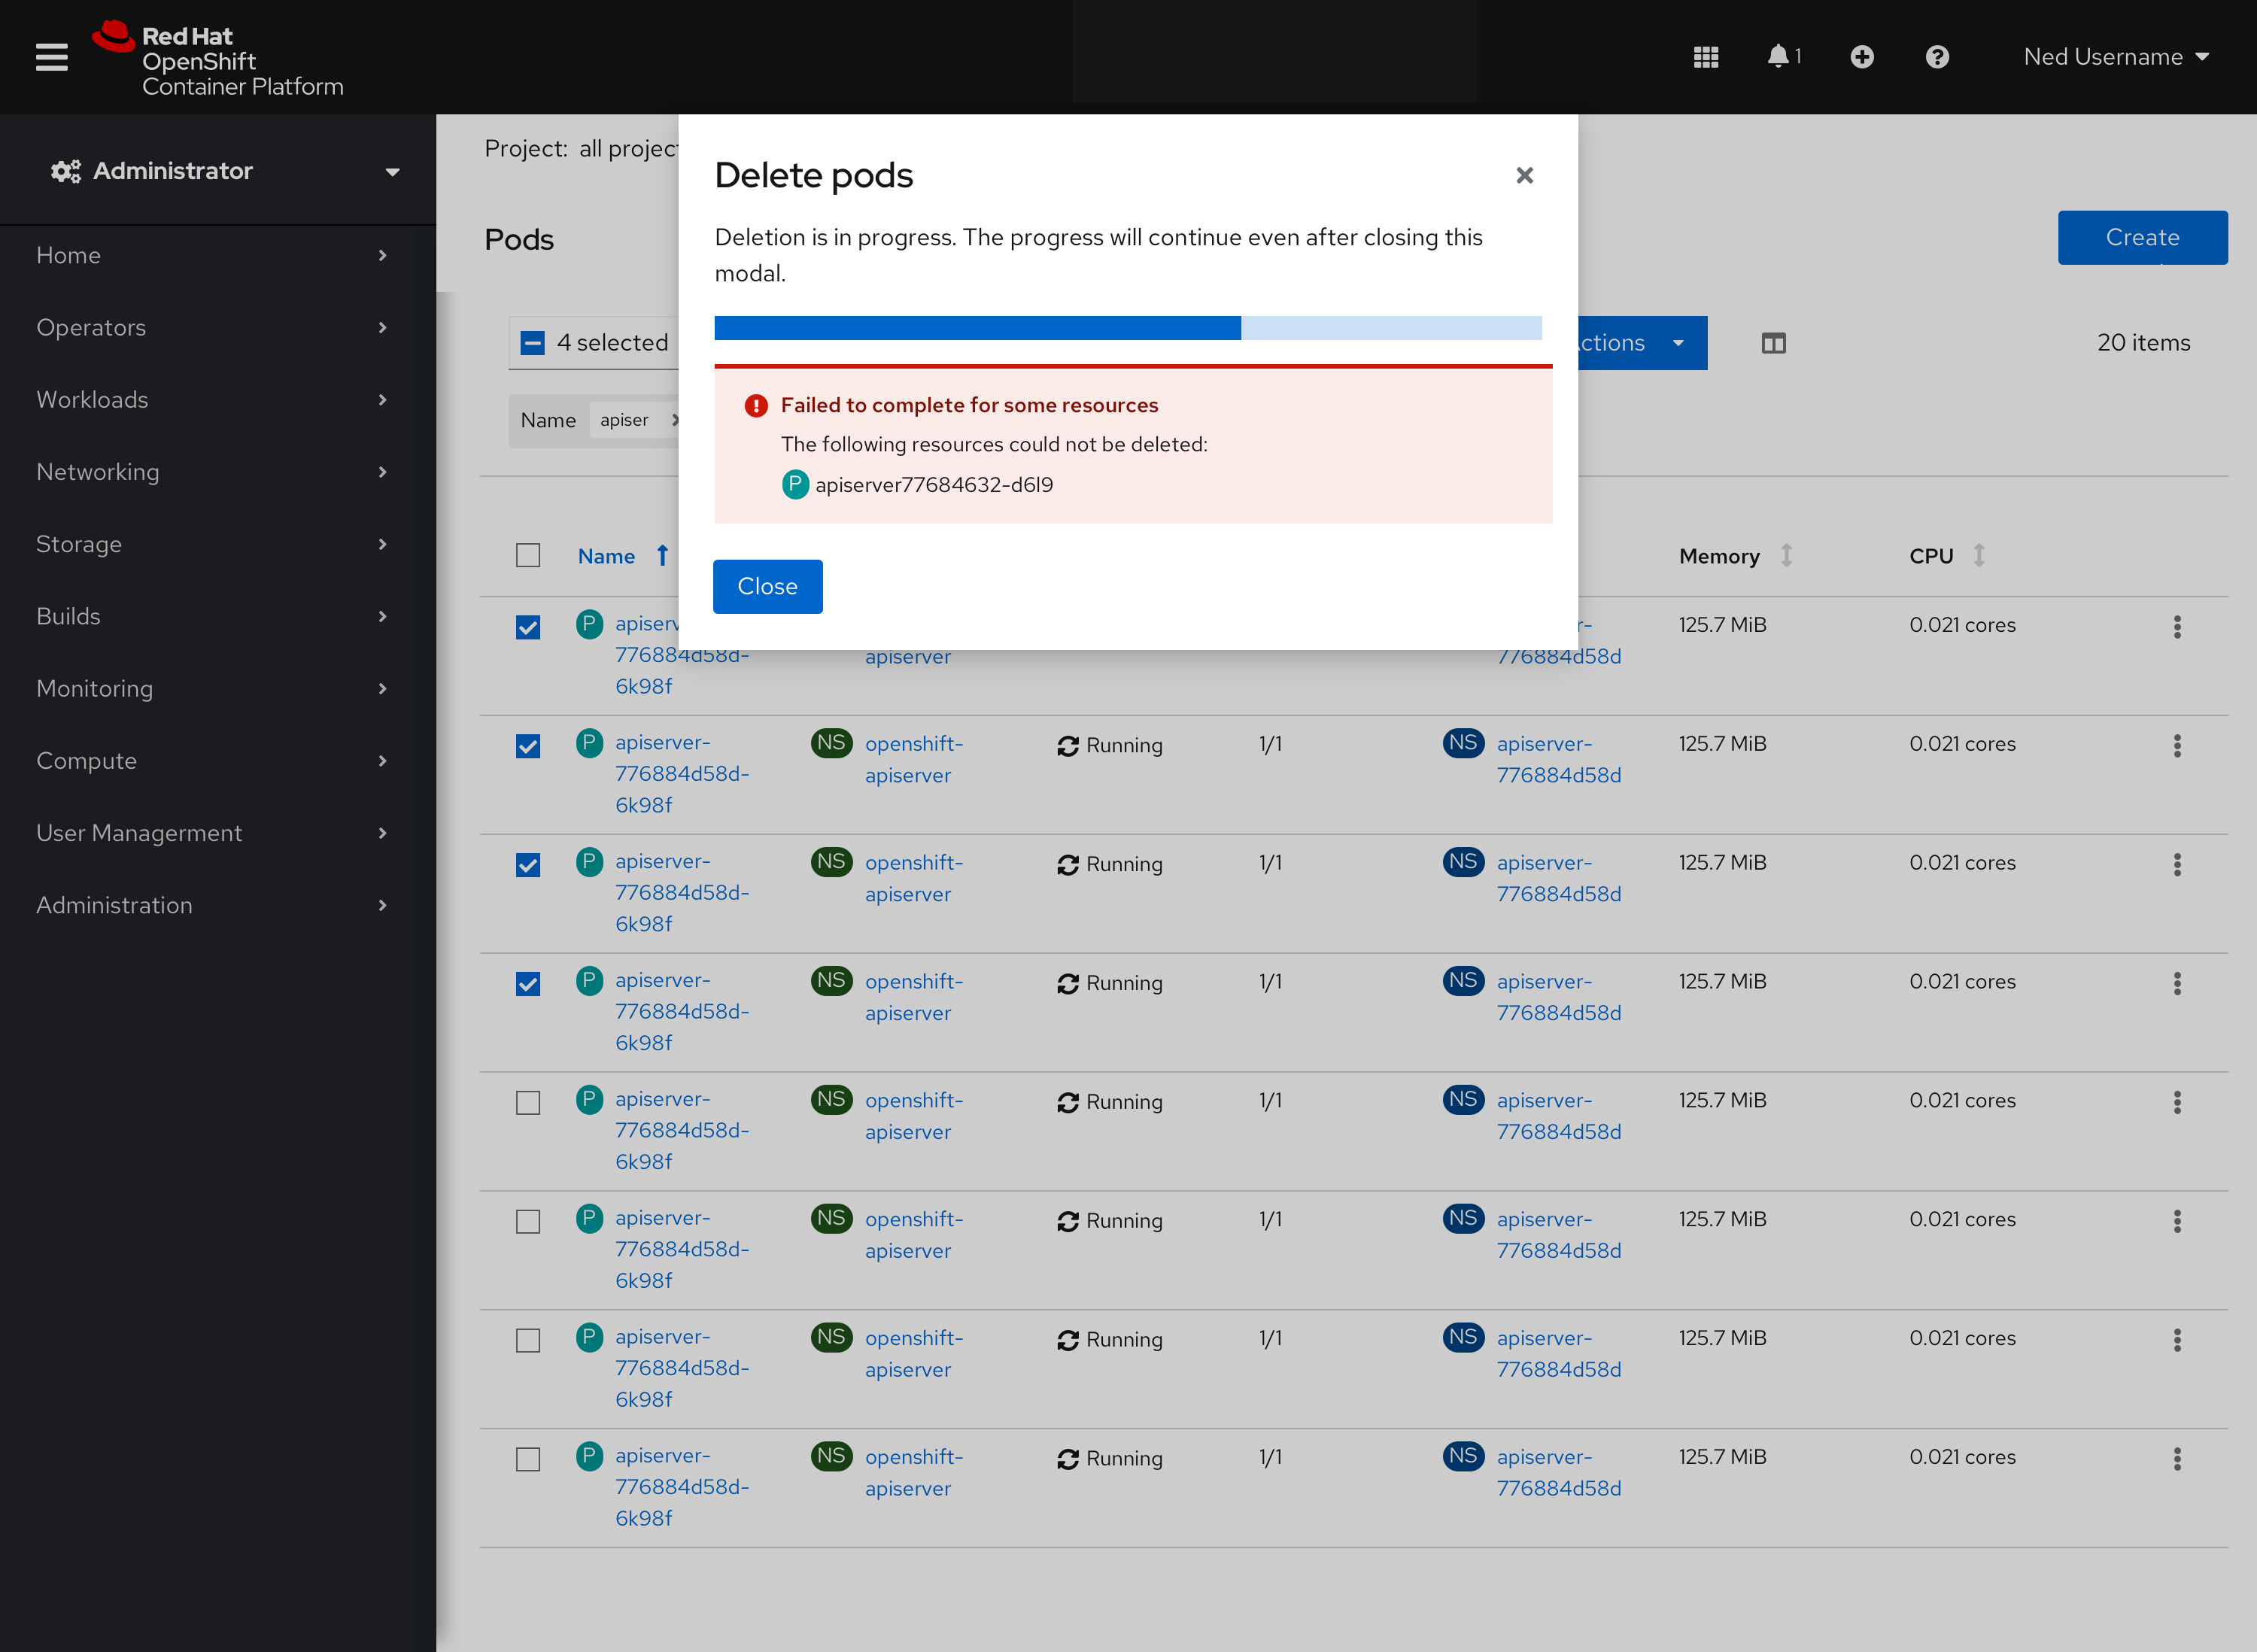 Red Hat
OpenShift
Container Platform
1
Ned Username
Administrator
Home
Operators
Workloads
Networking
Storage
Builds
Monitoring
Compute
User Managerment
Administration
Project: all
Pods
Create
4 selected
20 items
Name apiser
Delete pods
Deletion is in progress. The progress will continue even after closing this
modal.
Failed to complete for some resources
The following resources could not be deleted:
P apiserver77684632-d6l9
Close
Name Memory CPU
P 125.7 MiB 0.021 cores
776884d58d- apiserver 776884d58d
6k98f
P apiserver- NS openshift- Running 1/1 NS apiserver- 125.7 MiB 0.021 cores
776884d58d- apiserver 776884d58d
6k98f
P apiserver- NS openshift- Running 1/1 NS apiserver- 125.7 MiB 0.021 cores
776884d58d- apiserver 776884d58d
6k98f
P apiserver- NS openshift- Running 1/1 NS apiserver- 125.7 MiB 0.021 cores
776884d58d- apiserver 776884d58d
6k98f
P apiserver- NS openshift- Running 1/1 NS apiserver- 125.7 MiB 0.021 cores
776884d58d- apiserver 776884d58d
6k98f
P apiserver- NS openshift- Running 1/1 NS apiserver- 125.7 MiB 0.021 cores
776884d58d- apiserver 776884d58d
6k98f
P apiserver- NS openshift- Running 1/1 NS apiserver- 125.7 MiB 0.021 cores
776884d58d- apiserver 776884d58d
6k98f
P apiserver- NS openshift- Running 1/1 NS apiserver- 125.7 MiB 0.021 cores
776884d58d- apiserver 776884d58d
6k98f